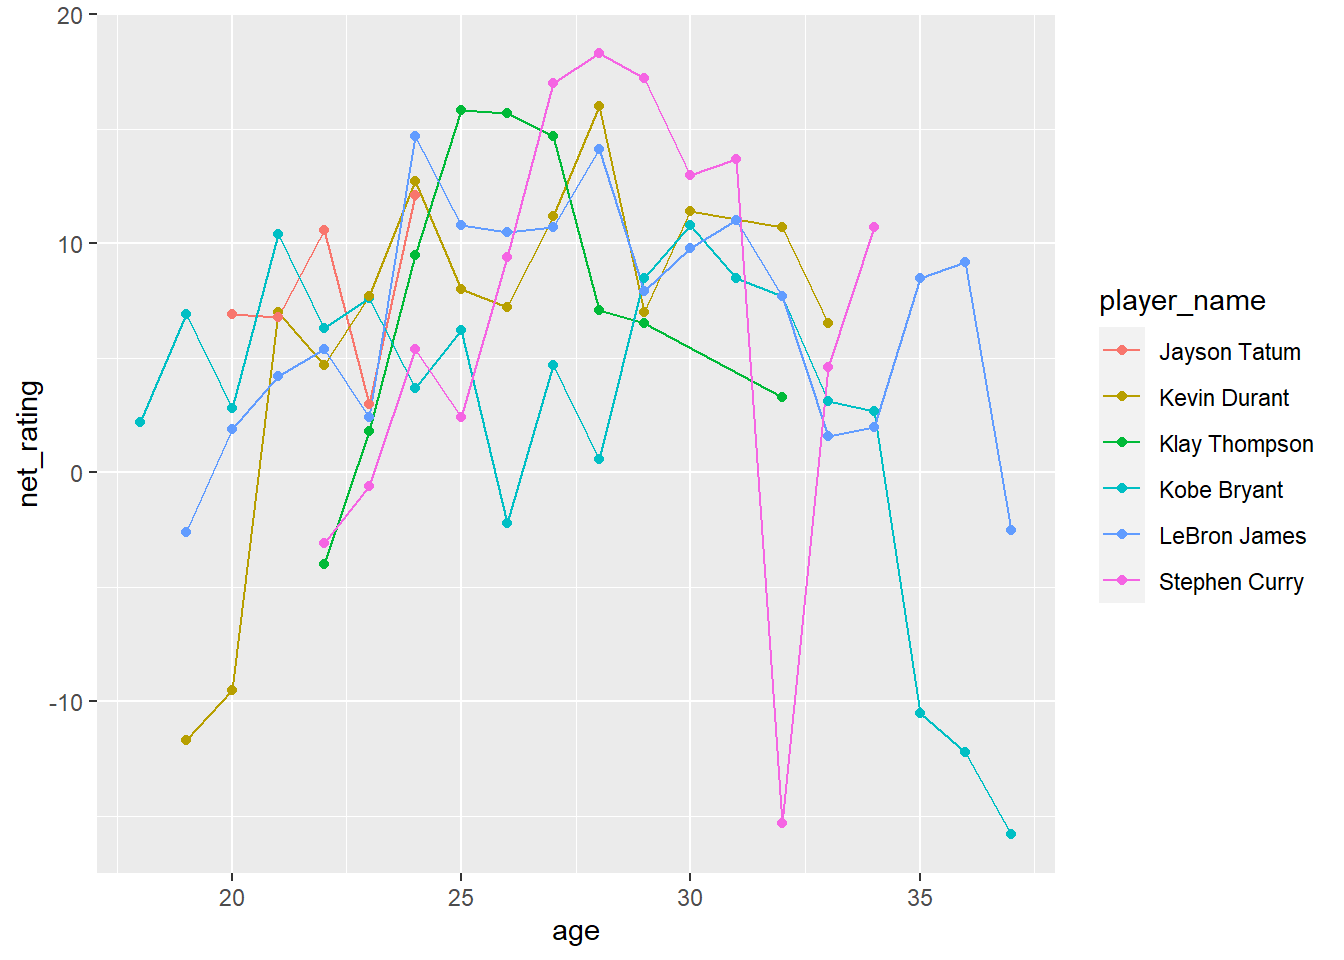 20
10
0
-10
net_rating
20
25
30
35
age
player_name
Jayson Tatum
Kevin Durant
Klay Thompson
Kobe Bryant
LeBron James
Stephen Curry